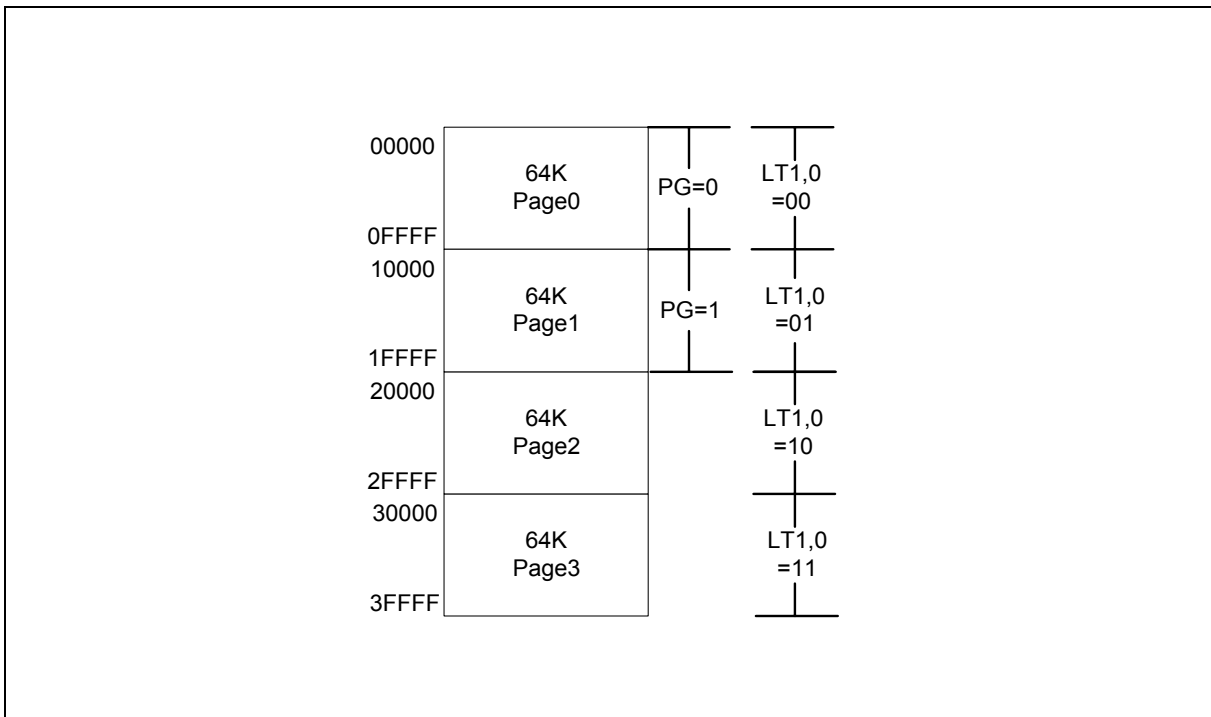 00000
64K
Page0
PG=0
LT1,0
=00
0FFFF
10000
64K
Page1
PG=1
LT1,0
=01
1FFFF
20000
64K
Page2
LT1,0
=10
2FFFF
30000
64K
Page3
LT1,0
=11
3FFFF